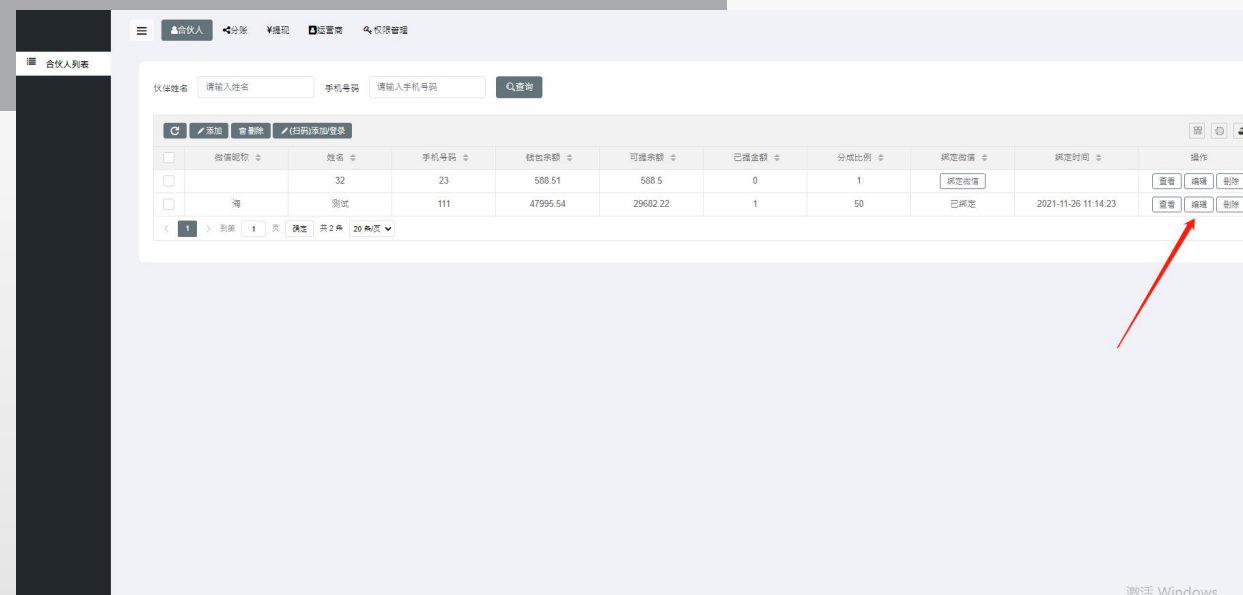 合伙人 分账 ¥提现 运营商 权限管理
合伙人列表
伙伴姓名 请输入姓名 手机号码 请输入手机号码 查询
添加 删除 (扫码)添加/登录
微信昵称 姓名 手机号码 钱包余额 可提余额 已提金额 分成比例 绑定微信 绑定时间 操作
32 23 588.51 588.5 0 1 绑定微信 查看 编辑 删除
海 测试 111 47995.54 29682.22 1 50 已绑定 2021-11-26 11:14:23 查看 编辑 删除
1 到第 1 页 确定 共 2 条 20 条/页
激活 Windows